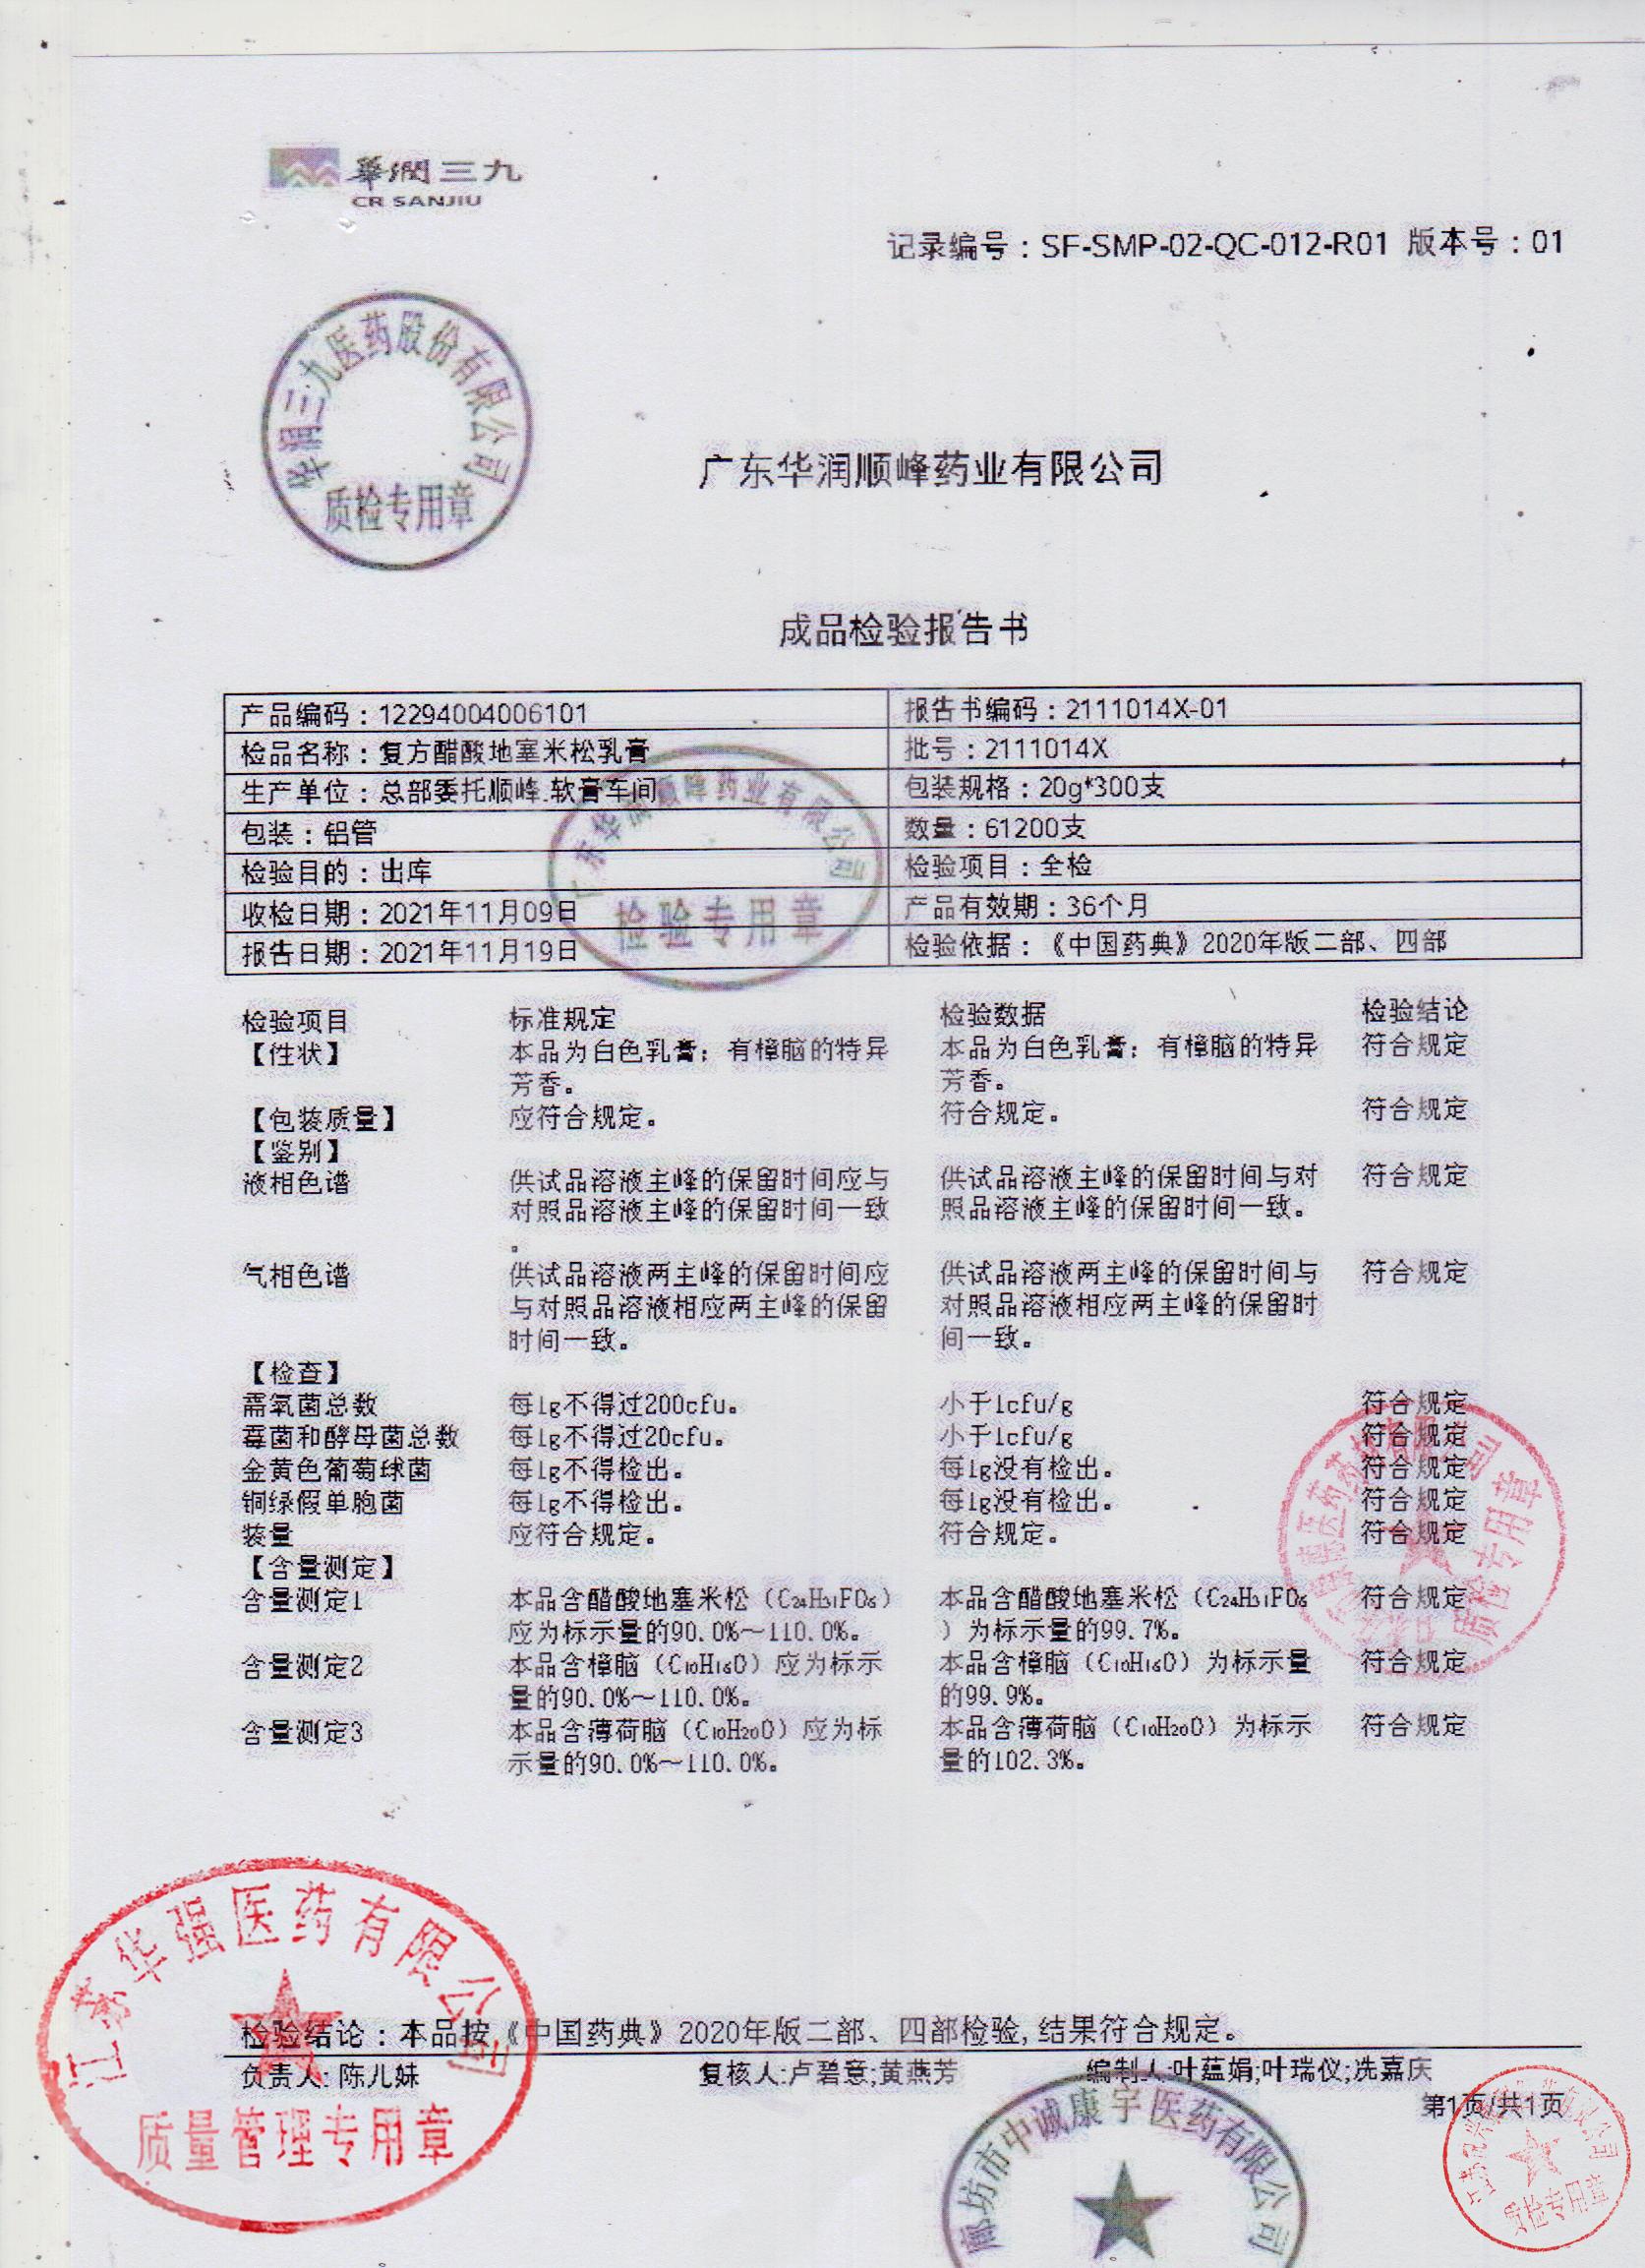 華潤三九
CR SANJIU
记录编号：SF-SMP-02-QC-012-R01 版本号：01
华润三九医药股份有限公司
质检专用章
广东华润顺峰药业有限公司
成品检验报告书
产品编码：12294004006101 报告书编码：2111014X-01
检品名称：复方醋酸地塞米松乳膏 批号：2111014X
生产单位：总部委托顺峰.软膏车间 包装规格：20g*300支
包装：铝管 数量：61200支
检验目的：出库 检验项目：全检
收检日期：2021年11月09日 产品有效期：36个月
报告日期：2021年11月19日 检验依据：《中国药典》2020年版二部、四部
广东华润顺峰药业有限公司
检验专用章
检验项目 标准规定 检验数据 检验结论
【性状】 本品为白色乳膏；有樟脑的特异 本品为白色乳膏；有樟脑的特异 符合规定
芳香。 芳香。
【包装质量】 应符合规定。 符合规定。 符合规定
【鉴别】
液相色谱 供试品溶液主峰的保留时间应与 供试品溶液主峰的保留时间与对 符合规定
对照品溶液主峰的保留时间一致 照品溶液主峰的保留时间一致。
。
气相色谱 供试品溶液两主峰的保留时间应 供试品溶液两主峰的保留时间与 符合规定
与对照品溶液相应两主峰的保留 对照品溶液相应两主峰的保留时
时间一致。 间一致。
【检查】
需氧菌总数 每1g不得过200cfu。 小于1cfu/g 符合规定
霉菌和酵母菌总数 每1g不得过20cfu。 小于1cfu/g 符合规定
金黄色葡萄球菌 每1g不得检出。 每1g没有检出。 符合规定
铜绿假单胞菌 每1g不得检出。 每1g没有检出。 符合规定
装量 应符合规定。 符合规定。 符合规定
【含量测定】
含量测定1 本品含醋酸地塞米松（C₂₄H₃₁FO₆） 本品含醋酸地塞米松（C₂₄H₃₁FO₆ 符合规定
应为标示量的90.0%～110.0%。 ）为标示量的99.7%。
含量测定2 本品含樟脑（C₁₀H₁₆O）应为标示 本品含樟脑（C₁₀H₁₆O）为标示量 符合规定
量的90.0%～110.0%。 的99.9%。
含量测定3 本品含薄荷脑（C₁₀H₂₀O）应为标 本品含薄荷脑（C₁₀H₂₀O）为标示 符合规定
示量的90.0%～110.0%。 量的102.3%。
江苏华强医药有限公司
质量管理专用章
检验结论：本品按《中国药典》2020年版二部、四部检验,结果符合规定。
负责人: 陈儿妹 复核人:卢碧意;黄燕芳 编制人:叶蕴娟;叶瑞仪;冼嘉庆
第1页/共1页
廊坊市中诚康宇医药有限公司
质检专用章